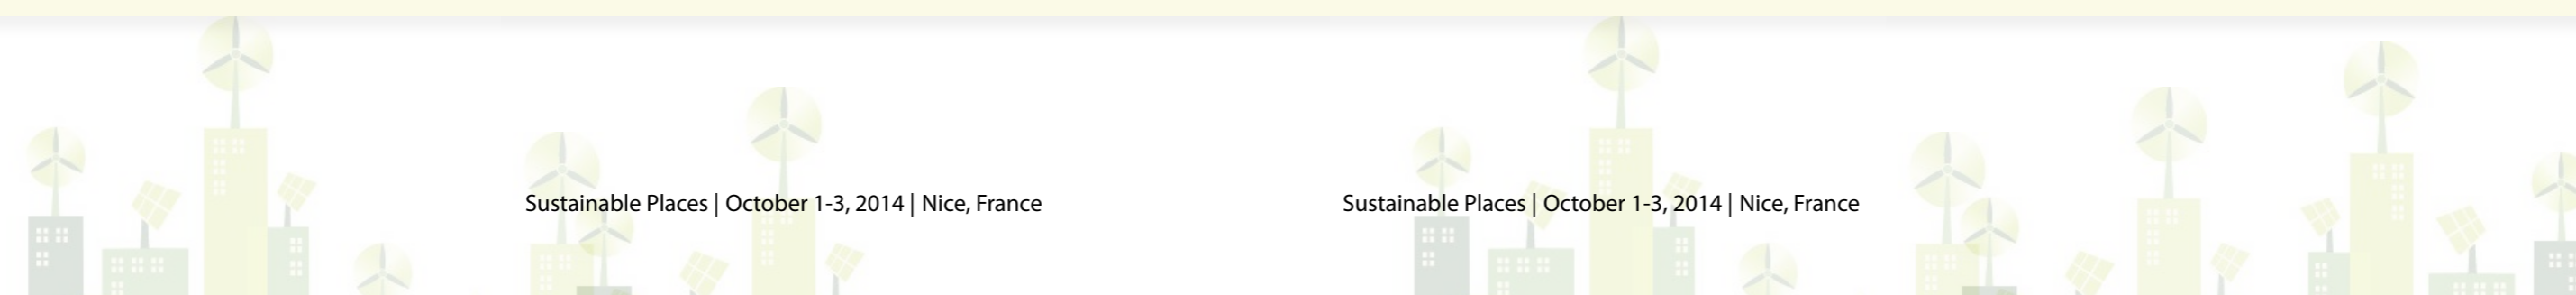 Sustainable Places | October 1-3, 2014 | Nice, France
Sustainable Places | October 1-3, 2014 | Nice, France